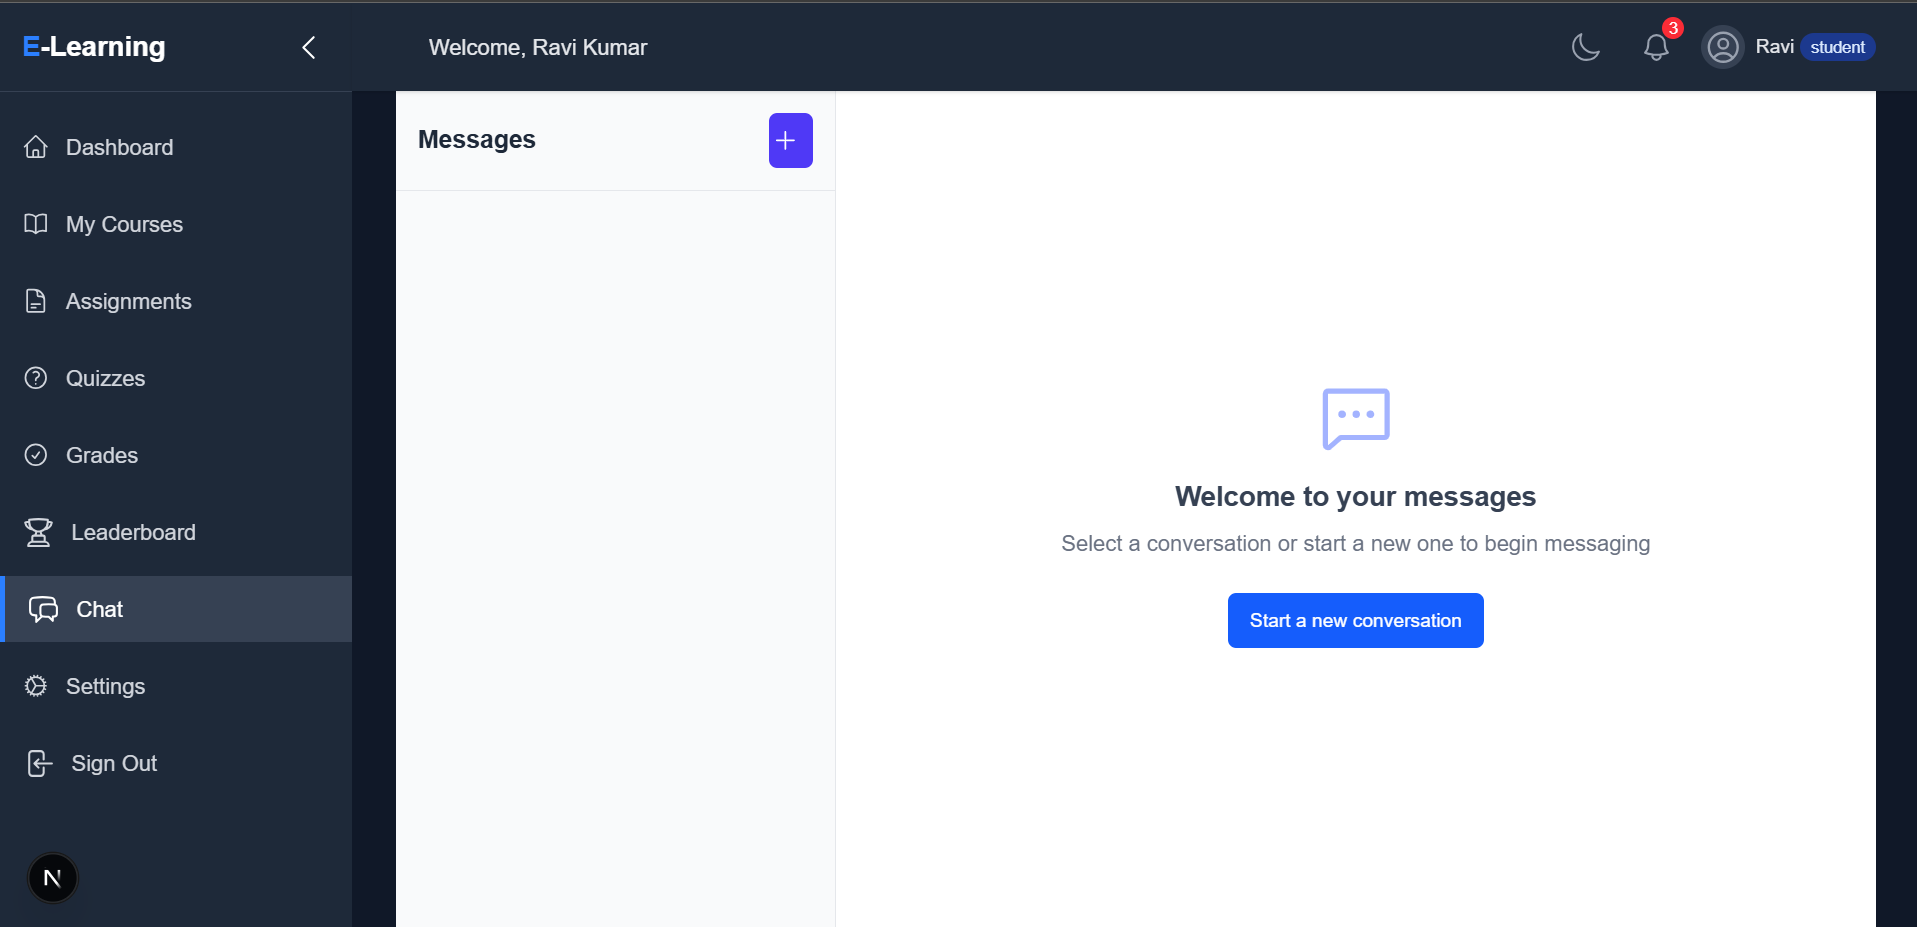 E-Learning
Welcome, Ravi Kumar
3
Ravi
student
Dashboard
My Courses
Assignments
Quizzes
Grades
Leaderboard
Chat
Settings
Sign Out
N
Messages
Welcome to your messages
Select a conversation or start a new one to begin messaging
Start a new conversation